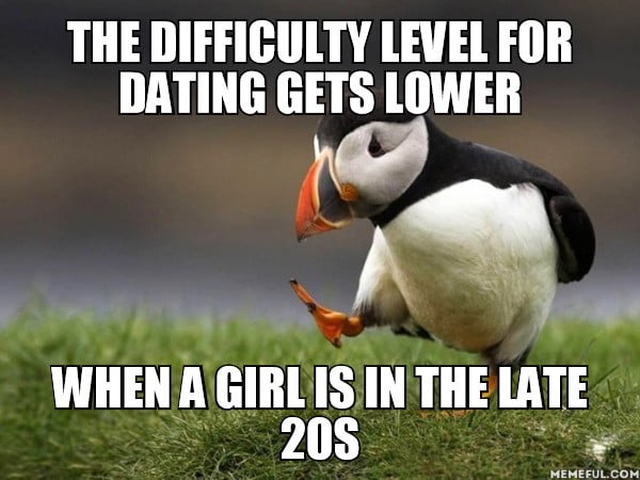 THE DIFFICULTY LEVEL FOR
DATING GETS LOWER
WHEN A GIRL IS IN THE LATE
20S
MEMEFUL.COM